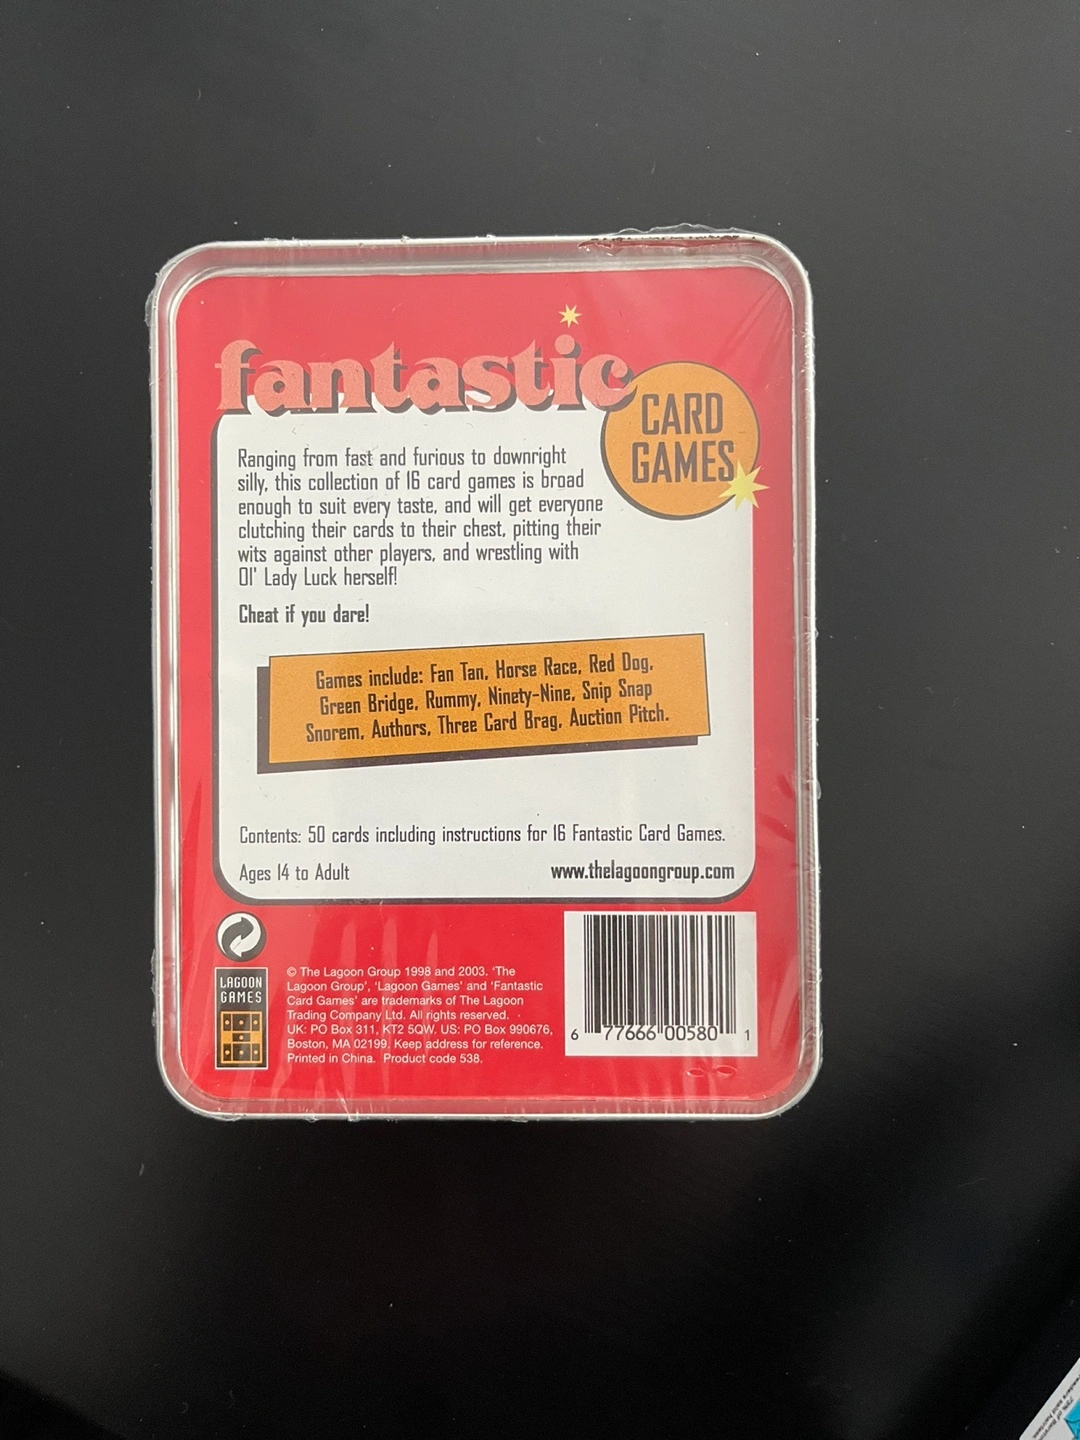 fantastic
CARD
GAMES
Ranging from fast and furious to downright
silly, this collection of 16 card games is broad
enough to suit every taste, and will get everyone
clutching their cards to their chest, pitting their
wits against other players, and wrestling with
Ol' Lady Luck herself!
Cheat if you dare!
Games include: Fan Tan, Horse Race, Red Dog,
Green Bridge, Rummy, Ninety-Nine, Snip Snap
Snorem, Authors, Three Card Brag, Auction Pitch.
Contents: 50 cards including instructions for 16 Fantastic Card Games.
Ages 14 to Adult
www.thelagoongroup.com
LAGOON
GAMES
© The Lagoon Group 1998 and 2003. 'The
Lagoon Group', 'Lagoon Games' and 'Fantastic
Card Games' are trademarks of The Lagoon
Trading Company Ltd. All rights reserved.
UK: PO Box 311, KT2 5QW. US: PO Box 990676,
Boston, MA 02199. Keep address for reference.
Printed in China. Product code 538.
6 77666 00580 1